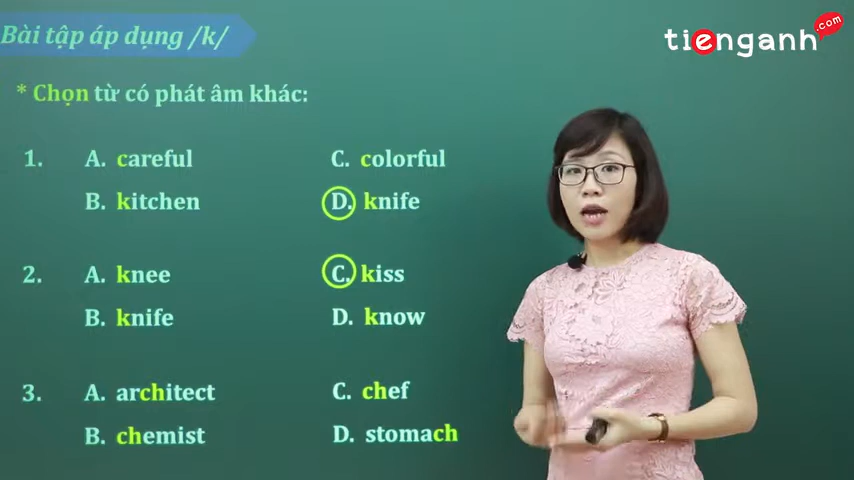 Bài tập áp dụng /k/
tienganh.com
* Chọn từ có phát âm khác:
1. A. careful C. colorful
B. kitchen D. knife
2. A. knee C. kiss
B. knife D. know
3. A. architect C. chef
B. chemist D. stomach